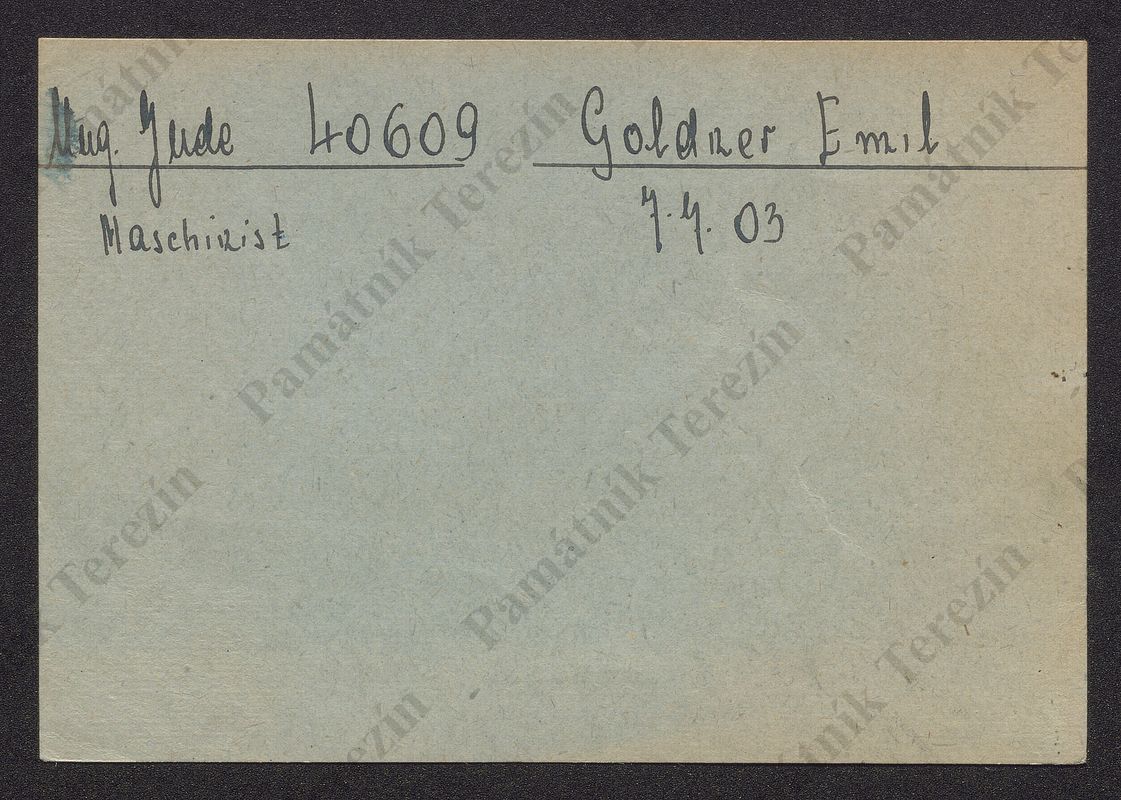 Ung. Jude 40609 Goldner Emil
Maschinist 7.7. 03
Památník Terezín